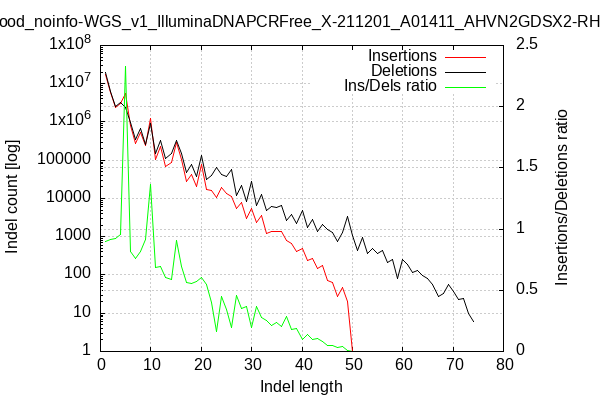 ood_noinfo-WGS_v1_IlluminaDNAPCRFree_X-211201_A01411_AHVN2GDSX2-RH
Insertions
Deletions
Ins/Dels ratio
1x10^8
1x10^7
1x10^6
100000
10000
1000
100
10
1
Indel count [log]
2.5
2
1.5
1
0.5
0
Insertions/Deletions ratio
0 10 20 30 40 50 60 70 80
Indel length